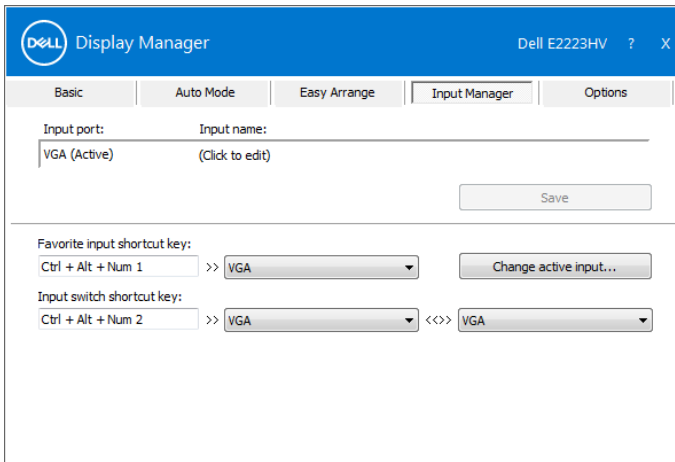 DELL Display Manager Dell E2223HV ? X
Basic Auto Mode Easy Arrange Input Manager Options
Input port: Input name:
VGA (Active) (Click to edit)
Save
Favorite input shortcut key:
Ctrl + Alt + Num 1 >> VGA Change active input...
Input switch shortcut key:
Ctrl + Alt + Num 2 >> VGA <<>> VGA